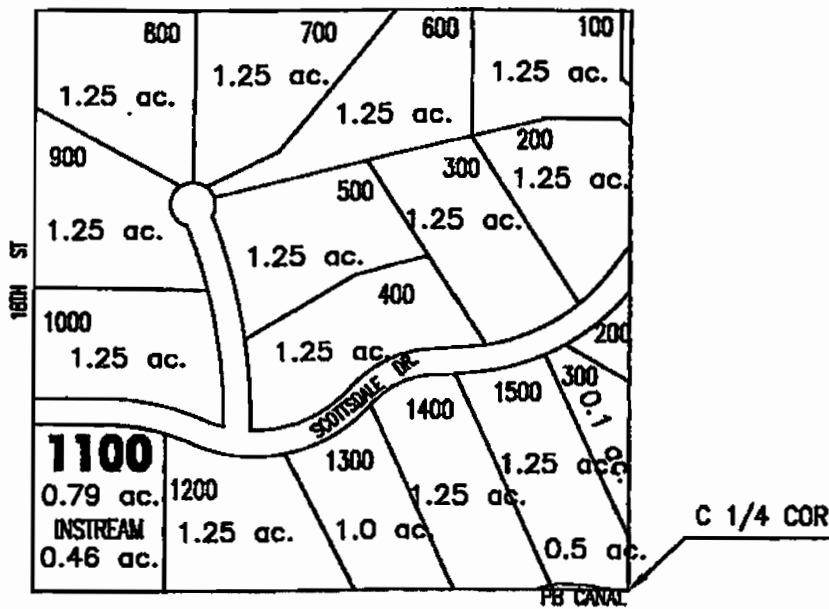 800
700
600
100
1.25 ac.
1.25 ac.
1.25 ac.
1.25 ac.
900
500
300
200
1.25 ac.
1.25 ac.
1.25 ac.
1.25 ac.
18TH ST
400
1000
1.25 ac.
1.25 ac.
200
SCOTTSDALE DR.
300
0.1 ac.
1100
0.79 ac.
INSTREAM
0.46 ac.
1200
1.25 ac.
1300
1.0 ac
1400
1.25 ac.
1500
1.25 ac.
0.5 ac.
C 1/4 COR
PB CANAL